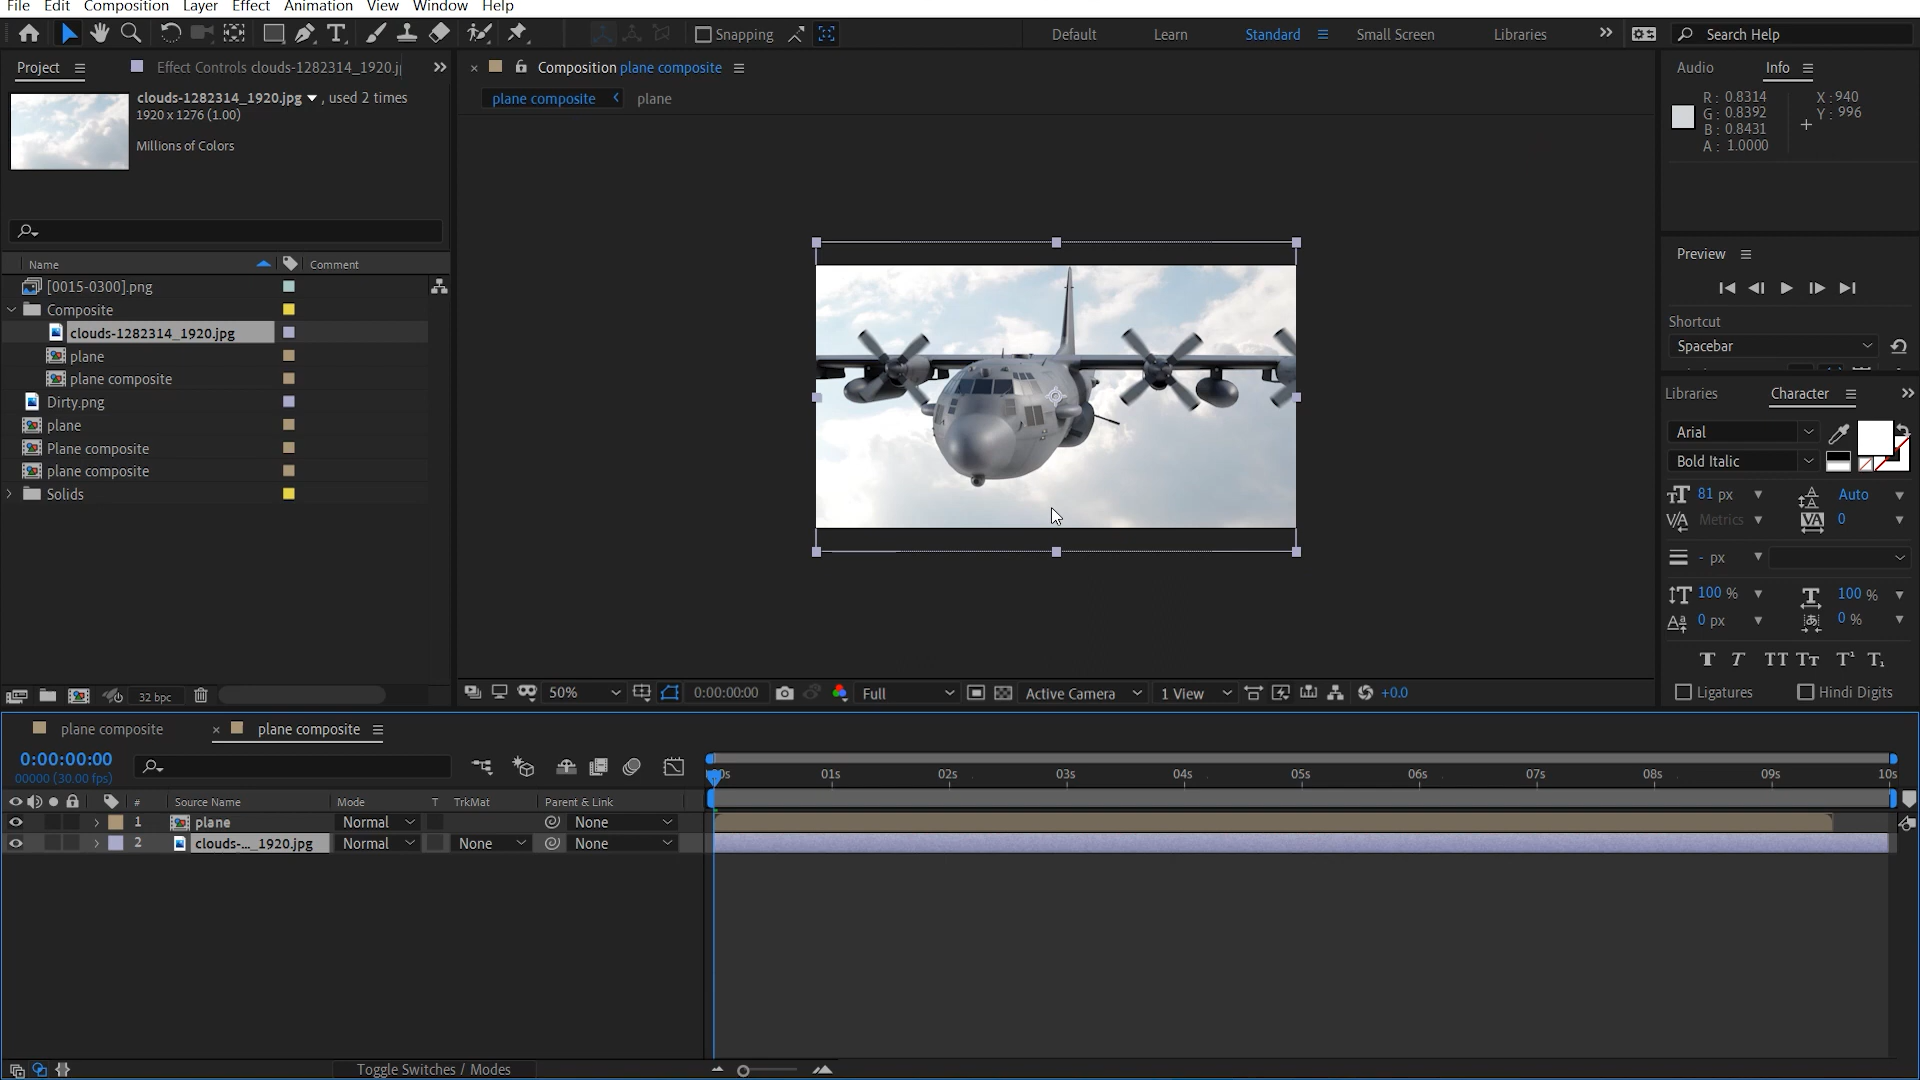 File Edit Composition Layer Effect Animation View Window Help
Snapping
Default Learn Standard Small Screen Libraries
Search Help
Project
Effect Controls clouds-1282314_1920.j
clouds-1282314_1920.jpg , used 2 times
1920 x 1276 (1.00)
Millions of Colors
Name
Comment
[0015-0300].png
Composite
clouds-1282314_1920.jpg
plane
plane composite
Dirty.png
plane
Plane composite
plane composite
Solids
32 bpc
Composition plane composite
plane composite
plane
50%
0:00:00:00
Full
Active Camera
1 View
+0.0
Audio
Info
R: 0.8314
G: 0.8392
B: 0.8431
A: 1.0000
X: 940
Y: 996
Preview
Shortcut
Spacebar
Libraries
Character
Arial
Bold Italic
81 px
Auto
Metrics
0
- px
100 %
100 %
0 px
0 %
Ligatures
Hindi Digits
plane composite
plane composite
0:00:00:00
00000 (30.00 fps)
# Source Name Mode T TrkMat Parent & Link
1 plane Normal None
2 clouds-..._1920.jpg Normal None None
0s 01s 02s 03s 04s 05s 06s 07s 08s 09s 10s
Toggle Switches / Modes